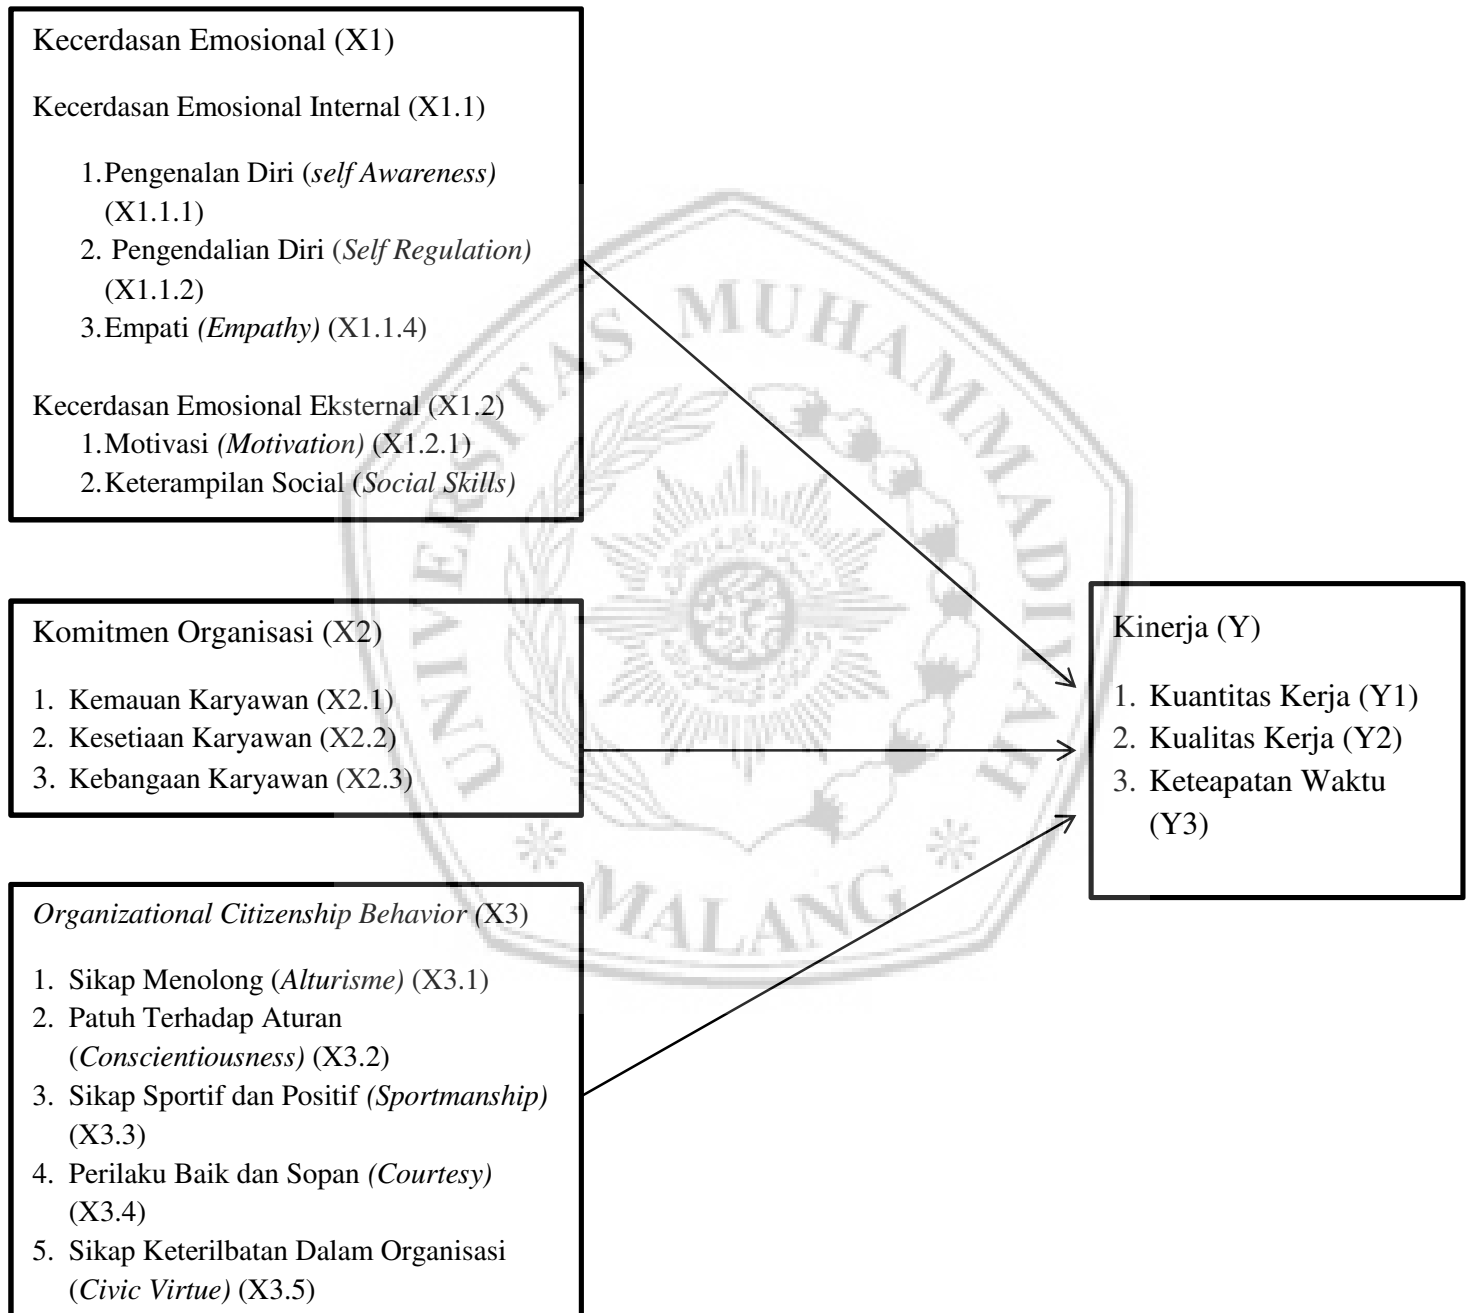 Kecerdasan Emosional (X1)
Kecerdasan Emosional Internal (X1.1)
1.Pengenalan Diri (self Awareness)
(X1.1.1)
2. Pengendalian Diri (Self Regulation)
(X1.1.2)
3.Empati (Empathy) (X1.1.4)
Kecerdasan Emosional Eksternal (X1.2)
1.Motivasi (Motivation) (X1.2.1)
2.Keterampilan Social (Social Skills)
Komitmen Organisasi (X2)
1. Kemauan Karyawan (X2.1)
2. Kesetiaan Karyawan (X2.2)
3. Kebangaan Karyawan (X2.3)
Organizational Citizenship Behavior (X3)
1. Sikap Menolong (Alturisme) (X3.1)
2. Patuh Terhadap Aturan
(Conscientiousness) (X3.2)
3. Sikap Sportif dan Positif (Sportmanship)
(X3.3)
4. Perilaku Baik dan Sopan (Courtesy)
(X3.4)
5. Sikap Keterilbatan Dalam Organisasi
(Civic Virtue) (X3.5)
Kinerja (Y)
1. Kuantitas Kerja (Y1)
2. Kualitas Kerja (Y2)
3. Keteapatan Waktu
(Y3)
UNIVERSITAS MUHAMMADIYAH
MALANG